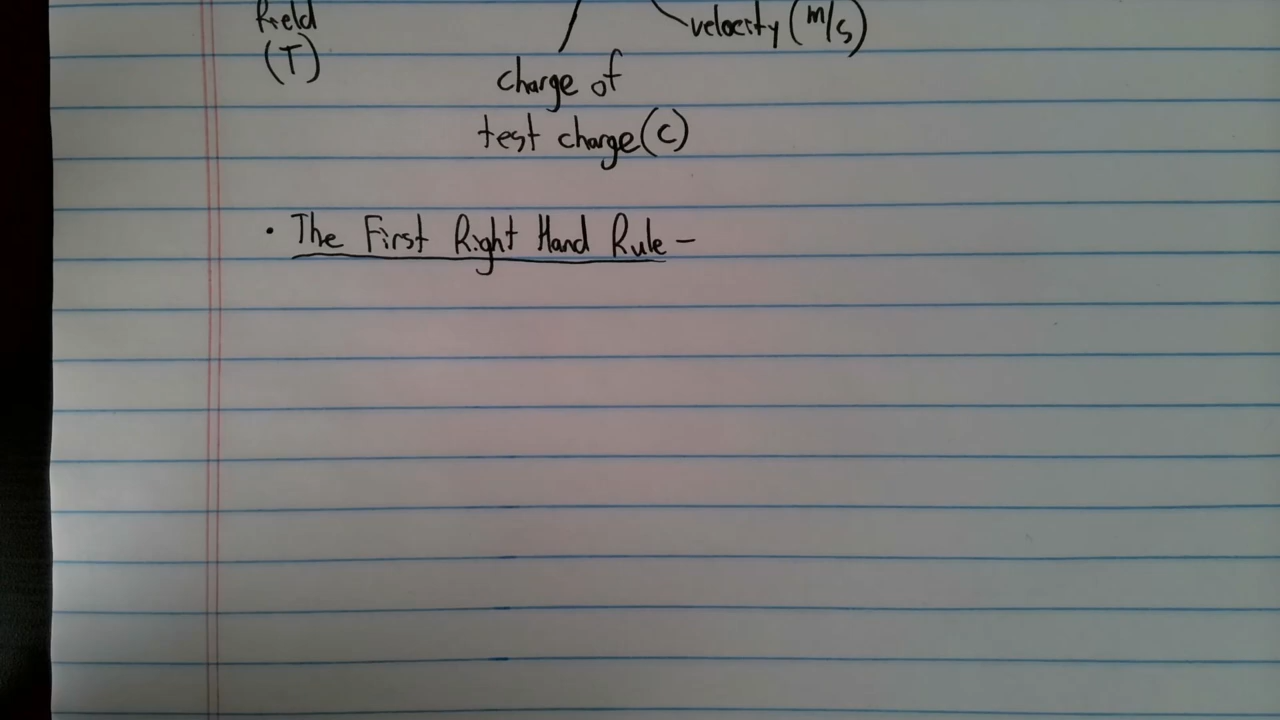 field
velocity (m/s)
(T)
charge of
test charge (C)
• The First Right Hand Rule -